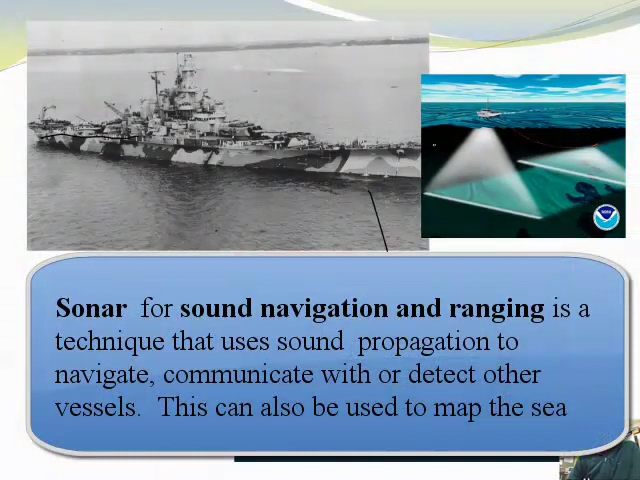 Sonar for sound navigation and ranging is a
technique that uses sound propagation to
navigate, communicate with or detect other
vessels. This can also be used to map the sea